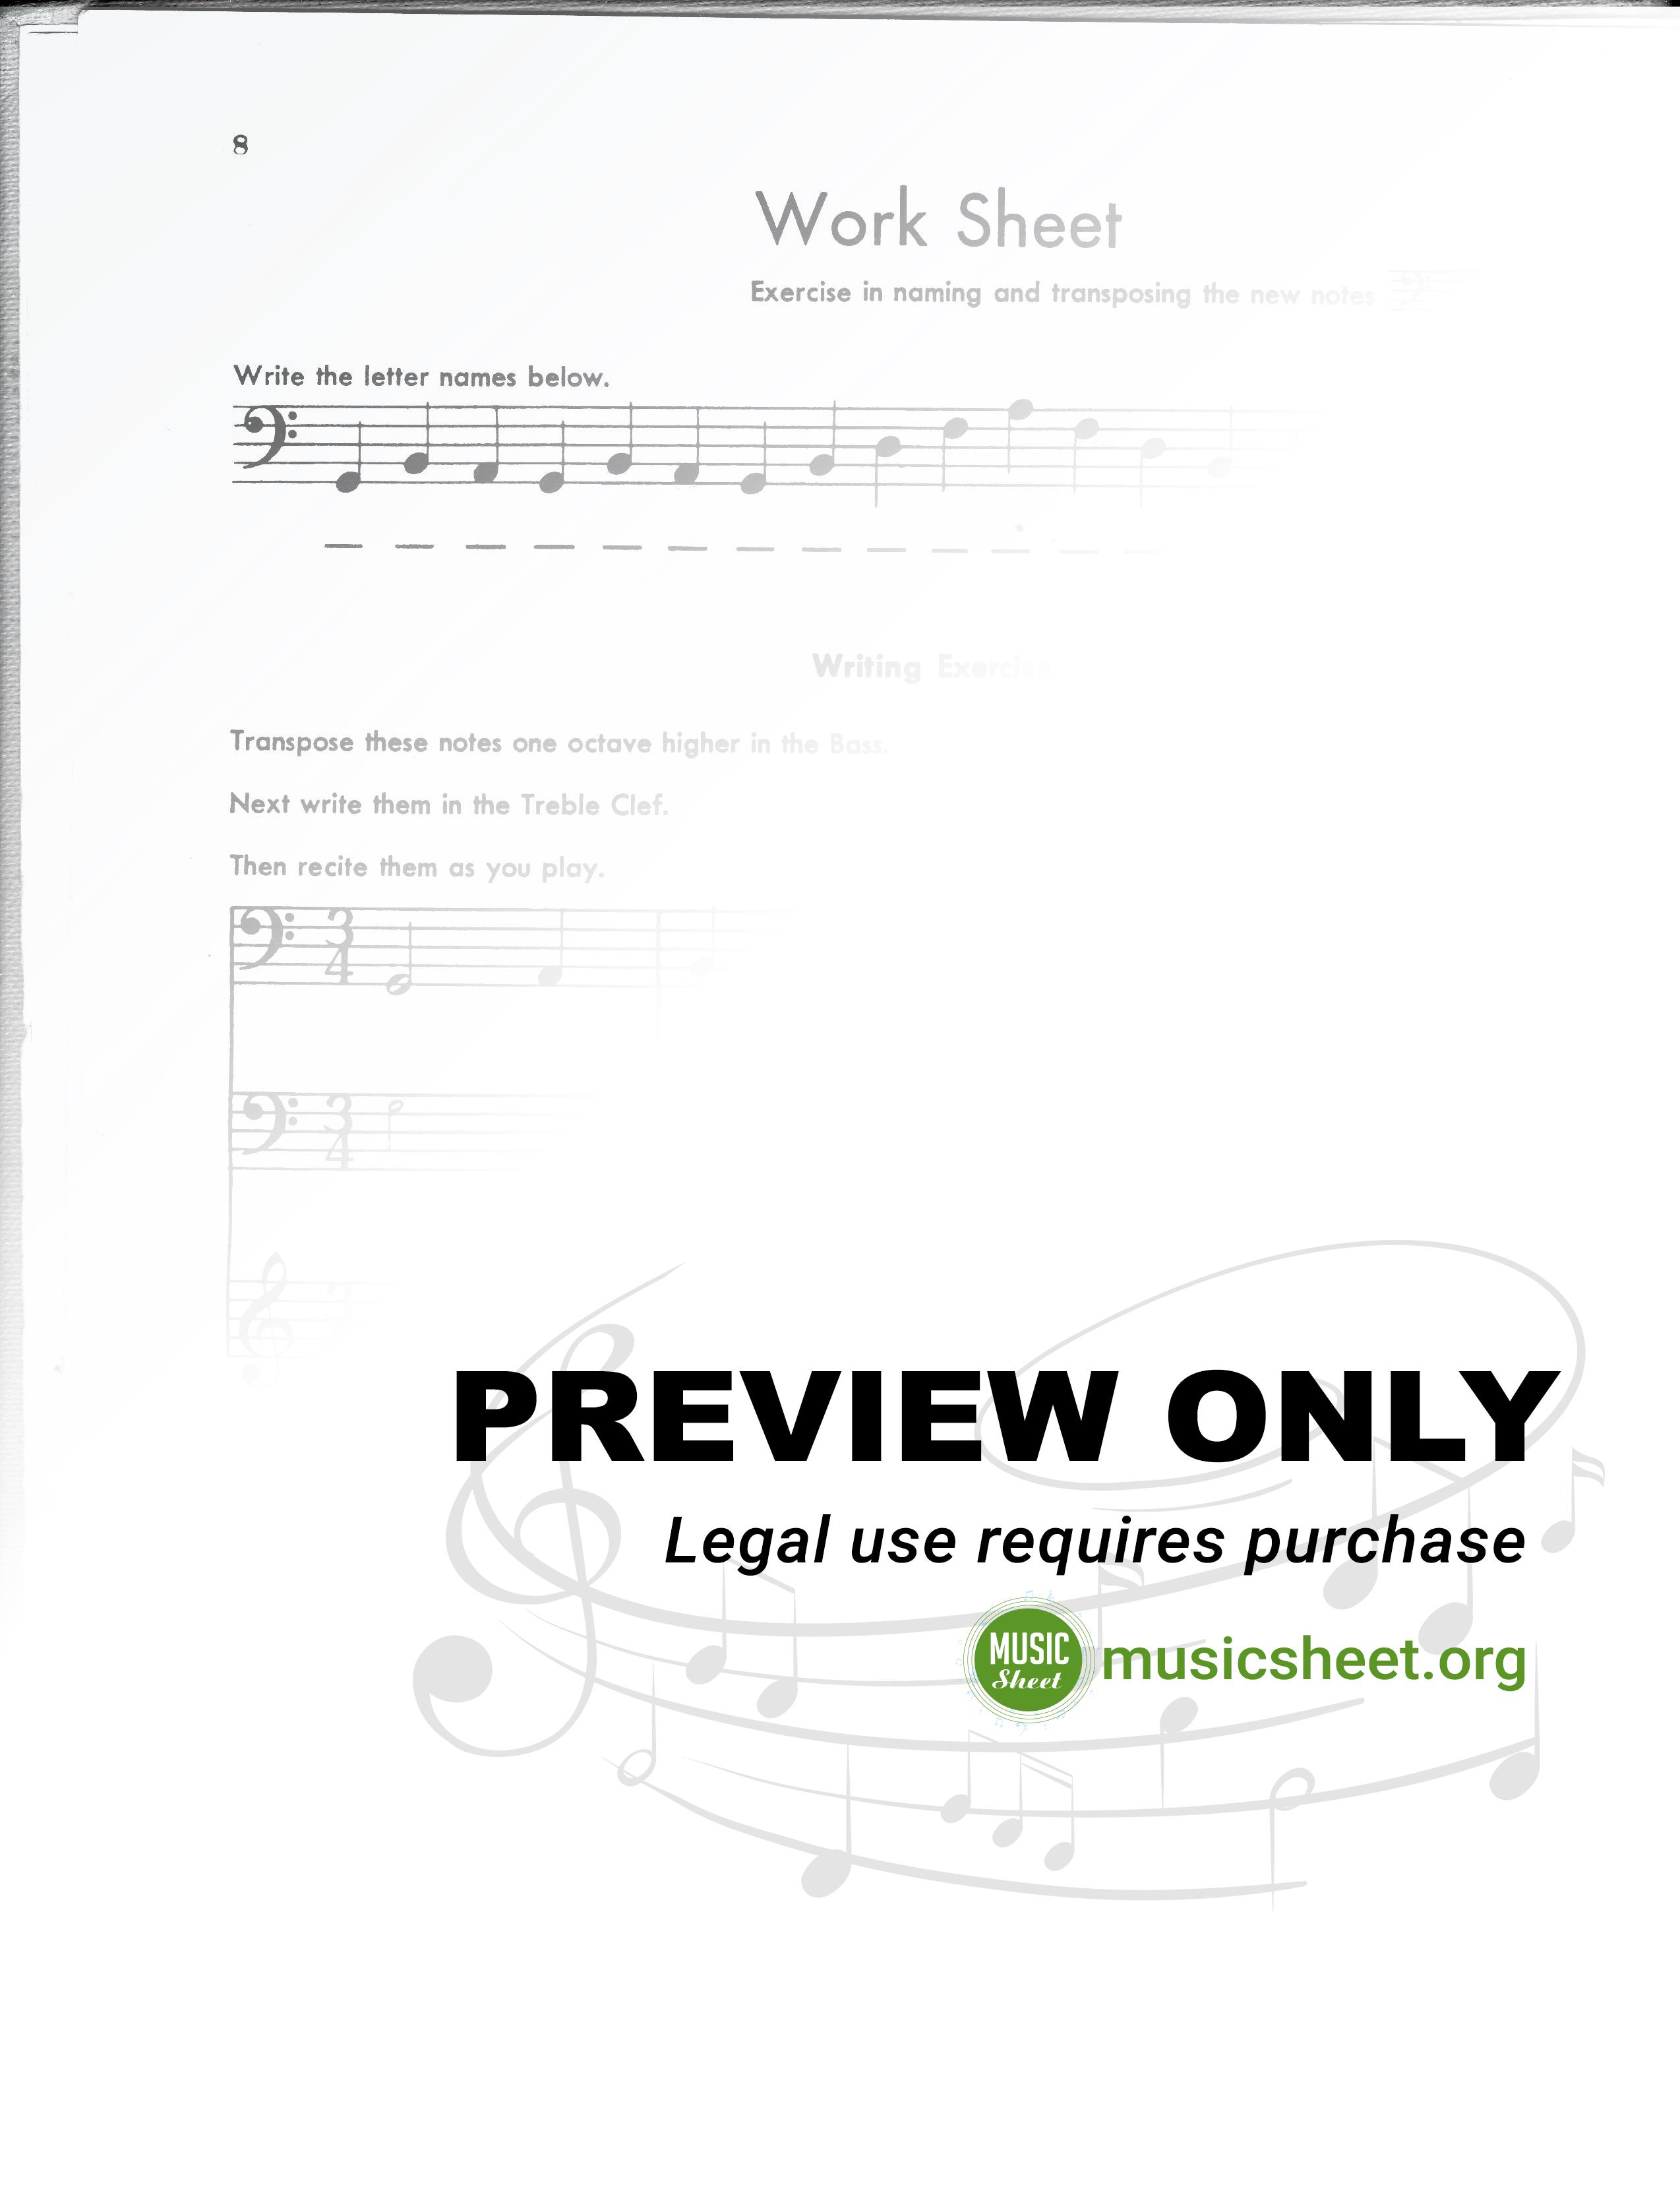 8
Work Sheet
Exercise in naming and transposing the new notes
Write the letter names below.
Writing Exercise
Transpose these notes one octave higher in the Bass.
Next write them in the Treble Clef.
Then recite them as you play.
3
4
3
4
3
PREVIEW ONLY
Legal use requires purchase
MUSIC
Sheet
musicsheet.org